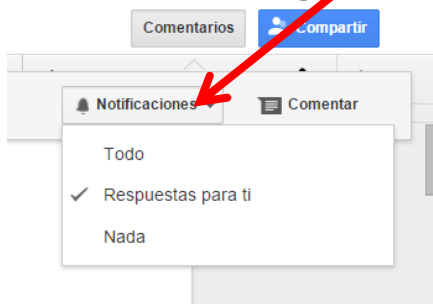 Comentarios Compartir
Notificaciones Comentar
Todo
Respuestas para ti
Nada